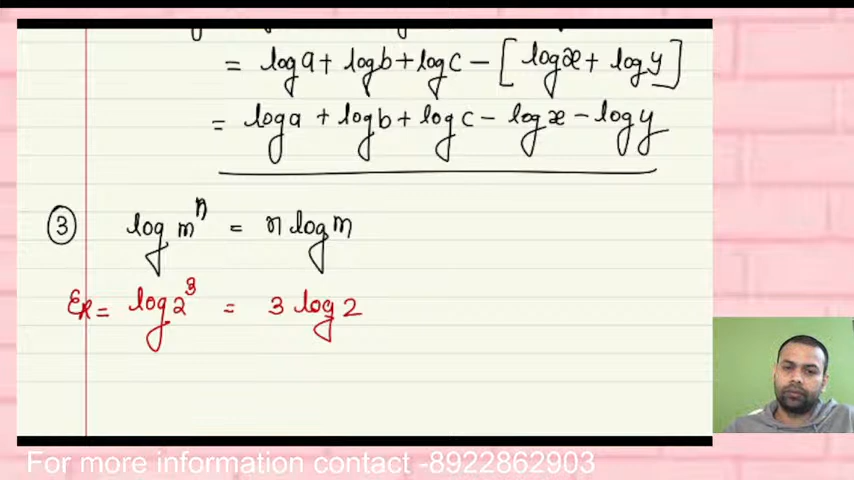 = log a + log b + log c - [ log x + log y ]
= log a + log b + log c - log x - log y
③ log mⁿ = n log m
Ex = log 2³ = 3 log 2
For more information contact -8922862903